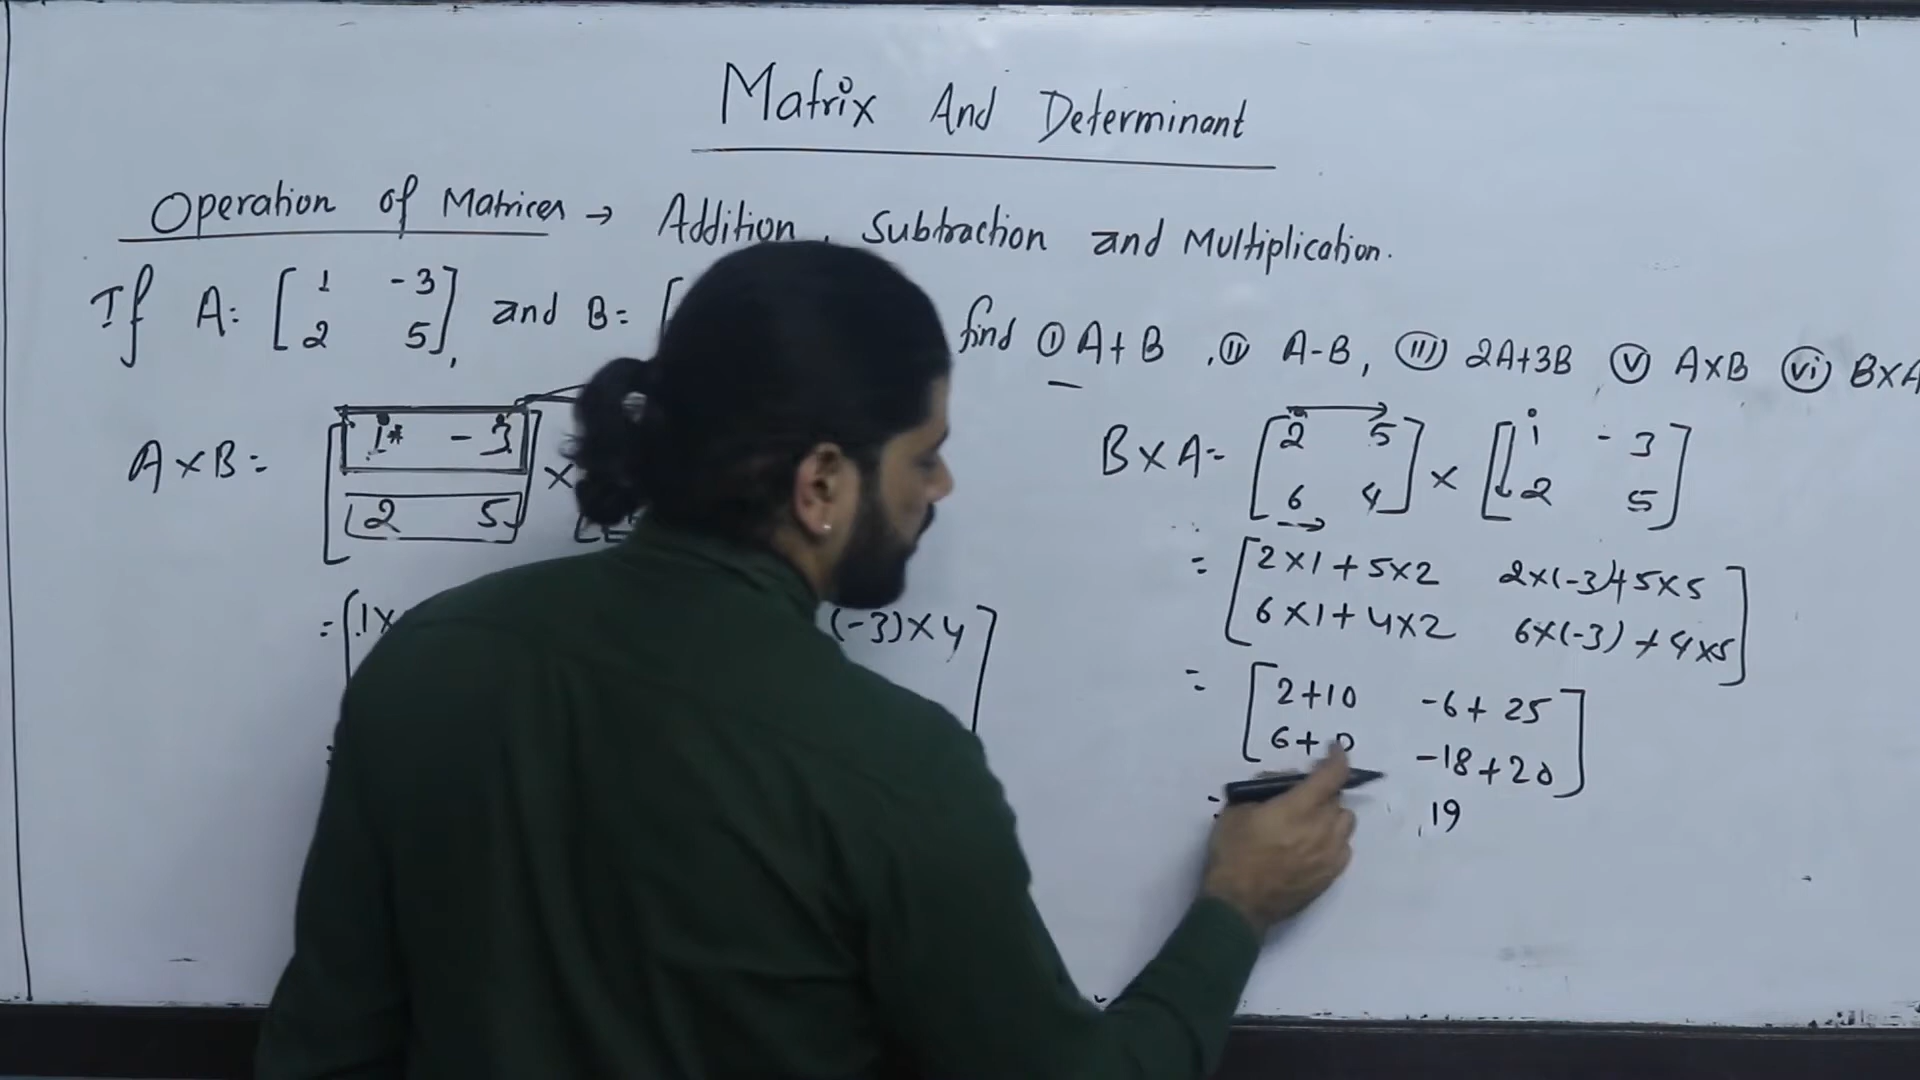 Matrix And Determinant
Operation of Matrices → Addition, Subtraction and Multiplication.
If A = [ 1 -3
2 5 ], and B = [ find (i) A+B, (ii) A-B, (iii) 2A+3B (v) A×B (vi) B×A
A×B = [ 1 -3
2 5 ] ×
= [ 1× (-3)×4 ]
B×A = [ 2 5
6 4 ] × [ 1 -3
2 5 ]
= [ 2×1+5×2 2×(-3)+5×5
6×1+4×2 6×(-3)+4×5 ]
= [ 2+10 -6+25
6+ -18+20 ]
= 19